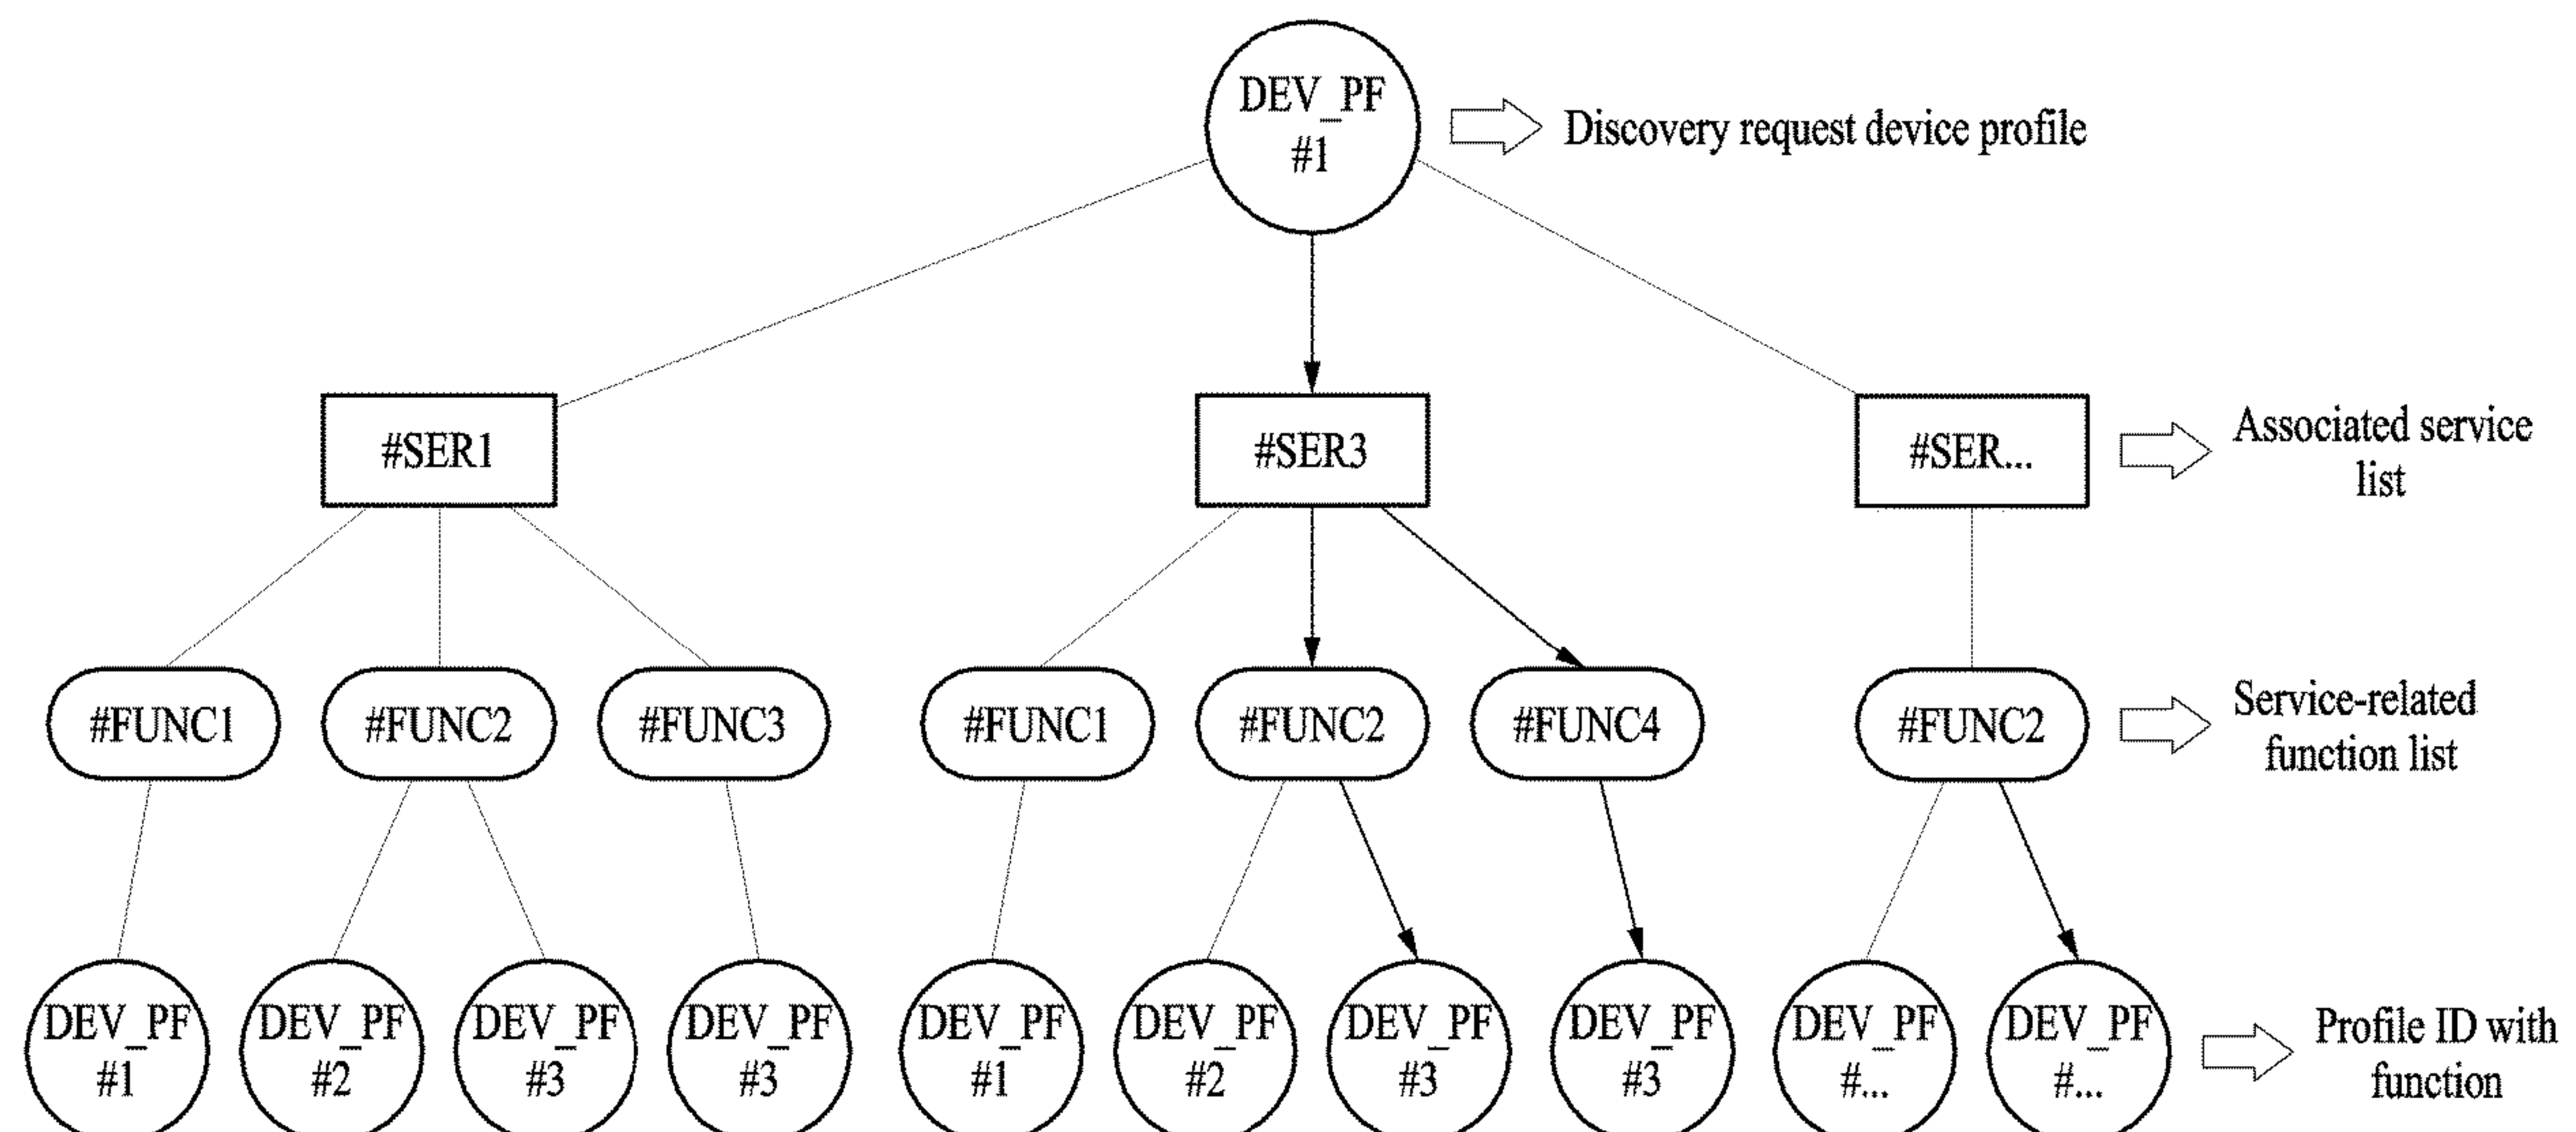 DEV_PF
#1
Discovery request device profile
#SER1
#SER3
#SER...
Associated service
list
#FUNC1
#FUNC2
#FUNC3
#FUNC1
#FUNC2
#FUNC4
#FUNC2
Service-related
function list
DEV_PF
#1
DEV_PF
#2
DEV_PF
#3
DEV_PF
#3
DEV_PF
#1
DEV_PF
#2
DEV_PF
#3
DEV_PF
#3
DEV_PF
#...
DEV_PF
#...
Profile ID with
function